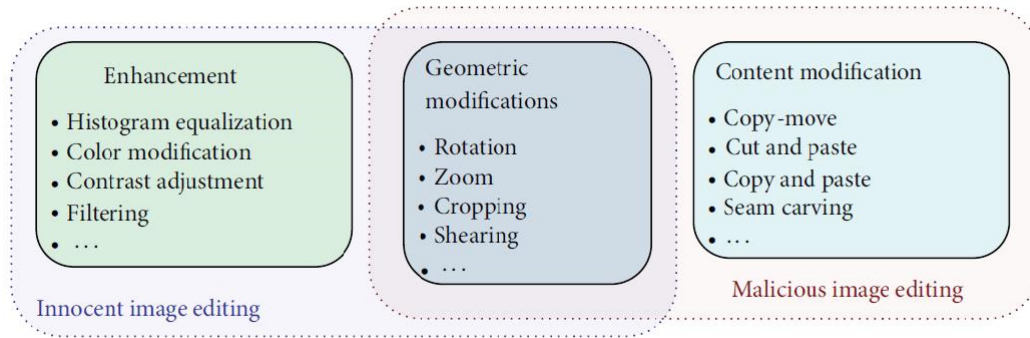 Enhancement
• Histogram equalization
• Color modification
• Contrast adjustment
• Filtering
• ...
Geometric
modifications
• Rotation
• Zoom
• Cropping
• Shearing
• ...
Content modification
• Copy-move
• Cut and paste
• Copy and paste
• Seam carving
• ...
Innocent image editing
Malicious image editing